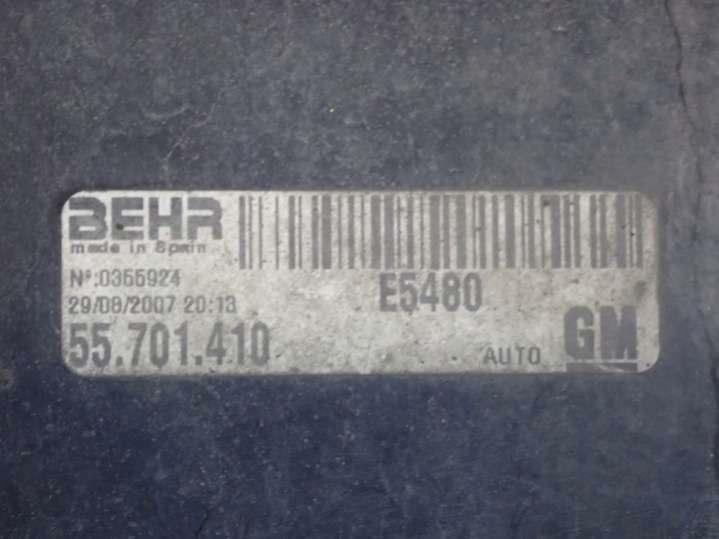 BEHR
made in Spain
Nº:0355924
29/08/2007 20:13
E5480
55.701.410
AUTO GM